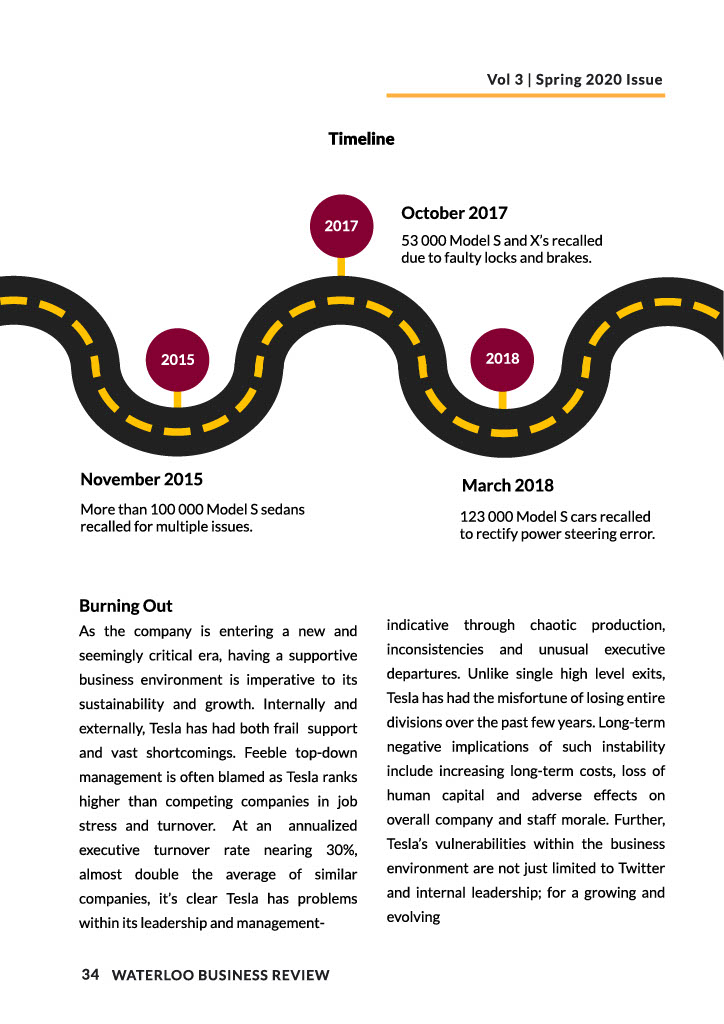 Vol 3 | Spring 2020 Issue
Timeline
2017
October 2017
53 000 Model S and X's recalled
due to faulty locks and brakes.
2015
2018
November 2015
More than 100 000 Model S sedans
recalled for multiple issues.
March 2018
123 000 Model S cars recalled
to rectify power steering error.
Burning Out
As the company is entering a new and
seemingly critical era, having a supportive
business environment is imperative to its
sustainability and growth. Internally and
externally, Tesla has had both frail support
and vast shortcomings. Feeble top-down
management is often blamed as Tesla ranks
higher than competing companies in job
stress and turnover. At an annualized
executive turnover rate nearing 30%,
almost double the average of similar
companies, it's clear Tesla has problems
within its leadership and management-
indicative through chaotic production,
inconsistencies and unusual executive
departures. Unlike single high level exits,
Tesla has had the misfortune of losing entire
divisions over the past few years. Long-term
negative implications of such instability
include increasing long-term costs, loss of
human capital and adverse effects on
overall company and staff morale. Further,
Tesla's vulnerabilities within the business
environment are not just limited to Twitter
and internal leadership; for a growing and
evolving
34 WATERLOO BUSINESS REVIEW